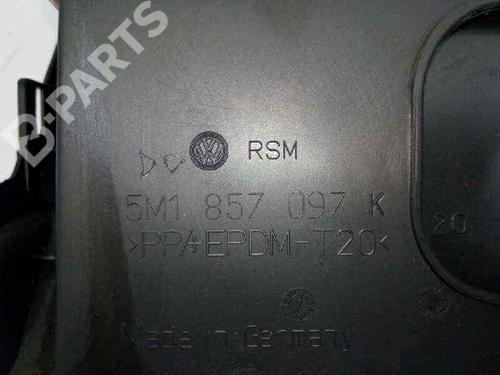 B-PARTS
RSM
5M1 857 097 K
>PP/+EPDM-T20<
20
Made in Germany